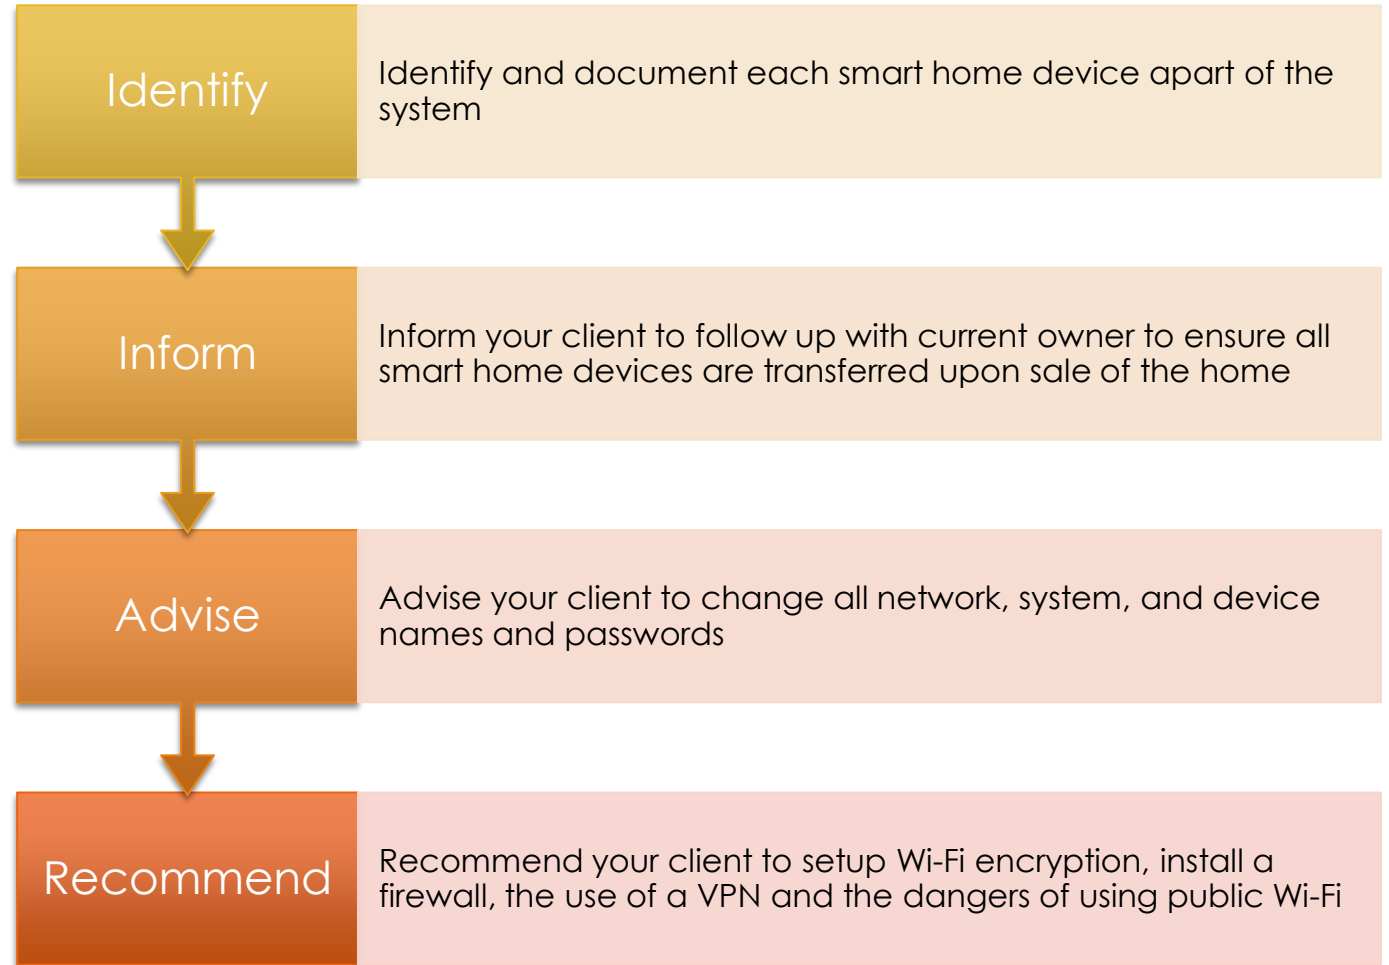 Identify
Identify and document each smart home device apart of the
system
Inform
Inform your client to follow up with current owner to ensure all
smart home devices are transferred upon sale of the home
Advise
Advise your client to change all network, system, and device
names and passwords
Recommend
Recommend your client to setup Wi-Fi encryption, install a
firewall, the use of a VPN and the dangers of using public Wi-Fi